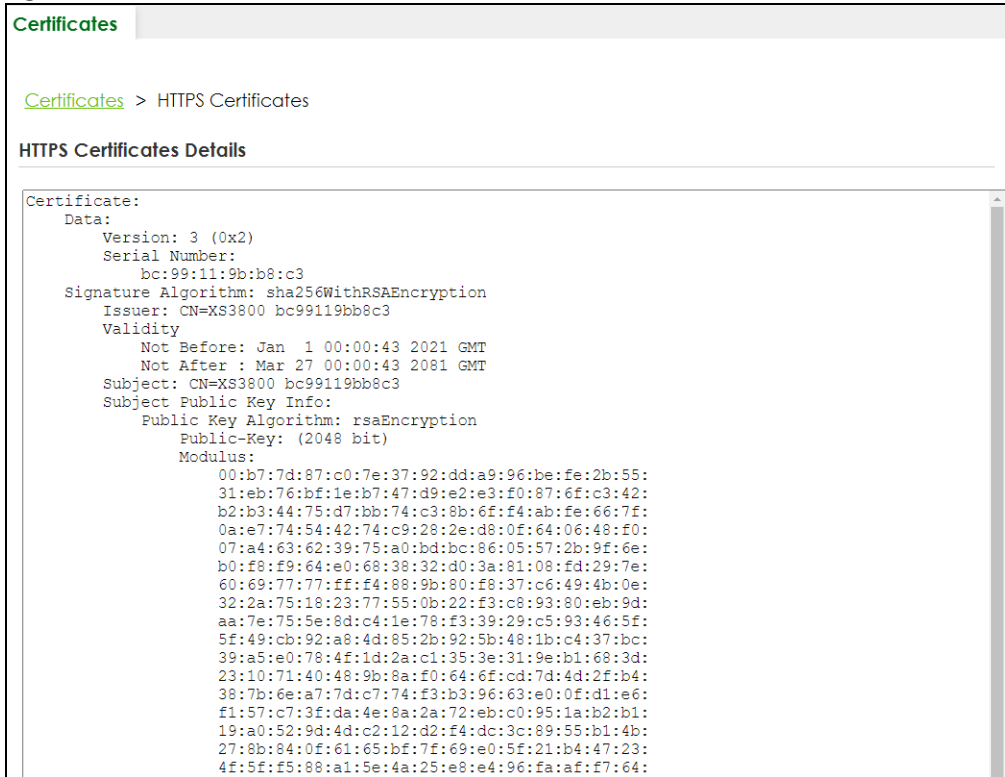 Certificates
Certificates > HTTPS Certificates
HTTPS Certificates Details
Certificate:
Data:
Version: 3 (0x2)
Serial Number:
bc:99:11:9b:b8:c3
Signature Algorithm: sha256WithRSAEncryption
Issuer: CN=XS3800 bc99119bb8c3
Validity
Not Before: Jan  1 00:00:43 2021 GMT
Not After : Mar 27 00:00:43 2081 GMT
Subject: CN=XS3800 bc99119bb8c3
Subject Public Key Info:
Public Key Algorithm: rsaEncryption
Public-Key: (2048 bit)
Modulus:
00:b7:7d:87:c0:7e:37:92:dd:a9:96:be:fe:2b:55:
31:eb:76:bf:1e:b7:47:d9:e2:e3:f0:87:6f:c3:42:
b2:b3:44:75:d7:bb:74:c3:8b:6f:f4:ab:fe:66:7f:
0a:e7:74:54:42:74:c9:28:2e:d8:0f:64:06:48:f0:
07:a4:63:62:39:75:a0:bd:bc:86:05:57:2b:9f:6e:
b0:f8:f9:64:e0:68:38:32:d0:3a:81:08:fd:29:7e:
60:69:77:77:ff:f4:88:9b:80:f8:37:c6:49:4b:0e:
32:2a:75:18:23:77:55:0b:22:f3:c8:93:80:eb:9d:
aa:7e:75:5e:8d:c4:1e:78:f3:39:29:c5:93:46:5f:
5f:49:cb:92:a8:4d:85:2b:92:5b:48:1b:c4:37:bc:
39:a5:e0:78:4f:1d:2a:c1:35:3e:31:9e:b1:68:3d:
23:10:71:40:48:9b:8a:f0:64:6f:cd:7d:4d:2f:b4:
38:7b:6e:a7:7d:c7:74:f3:b3:96:63:e0:0f:d1:e6:
f1:57:c7:3f:da:4e:8a:2a:72:eb:c0:95:1a:b2:b1:
19:a0:52:9d:4d:c2:12:d2:f4:dc:3c:89:55:b1:4b:
27:8b:84:0f:61:65:bf:7f:69:e0:5f:21:b4:47:23:
4f:5f:f5:88:a1:5e:4a:25:e8:e4:96:fa:af:f7:64: